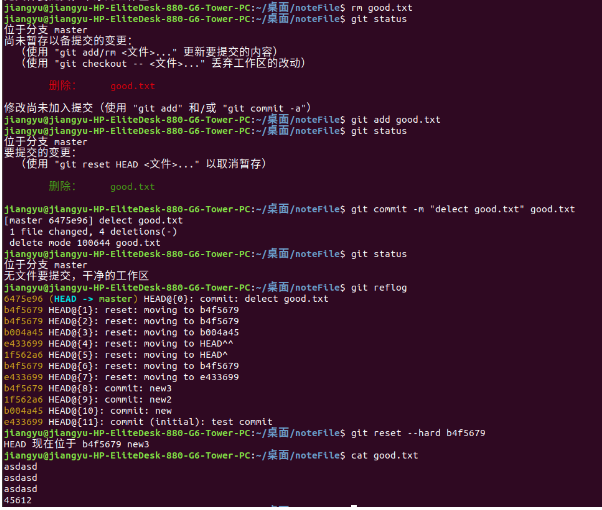 jiangyu@jiangyu-HP-EliteDesk-880-G6-Tower-PC:~/桌面/noteFile$ rm good.txt
jiangyu@jiangyu-HP-EliteDesk-880-G6-Tower-PC:~/桌面/noteFile$ git status
位于分支 master
尚未暂存以备提交的变更：
（使用 "git add/rm <文件>..." 更新要提交的内容）
（使用 "git checkout -- <文件>..." 丢弃工作区的改动）
删除： good.txt
修改尚未加入提交（使用 "git add" 和/或 "git commit -a"）
jiangyu@jiangyu-HP-EliteDesk-880-G6-Tower-PC:~/桌面/noteFile$ git add good.txt
jiangyu@jiangyu-HP-EliteDesk-880-G6-Tower-PC:~/桌面/noteFile$ git status
位于分支 master
要提交的变更：
（使用 "git reset HEAD <文件>..." 以取消暂存）
删除： good.txt
jiangyu@jiangyu-HP-EliteDesk-880-G6-Tower-PC:~/桌面/noteFile$ git commit -m "delect good.txt" good.txt
[master 6475e96] delect good.txt
1 file changed, 4 deletions(-)
delete mode 100644 good.txt
jiangyu@jiangyu-HP-EliteDesk-880-G6-Tower-PC:~/桌面/noteFile$ git status
位于分支 master
无文件要提交，干净的工作区
jiangyu@jiangyu-HP-EliteDesk-880-G6-Tower-PC:~/桌面/noteFile$ git reflog
6475e96 (HEAD -> master) HEAD@{0}: commit: delect good.txt
b4f5679 HEAD@{1}: reset: moving to b4f5679
b4f5679 HEAD@{2}: reset: moving to b4f5679
b004a45 HEAD@{3}: reset: moving to b004a45
e433699 HEAD@{4}: reset: moving to HEAD^^
1f562a6 HEAD@{5}: reset: moving to HEAD^
b4f5679 HEAD@{6}: reset: moving to b4f5679
e433699 HEAD@{7}: reset: moving to e433699
b4f5679 HEAD@{8}: commit: new3
1f562a6 HEAD@{9}: commit: new2
b004a45 HEAD@{10}: commit: new
e433699 HEAD@{11}: commit (initial): test commit
jiangyu@jiangyu-HP-EliteDesk-880-G6-Tower-PC:~/桌面/noteFile$ git reset --hard b4f5679
HEAD 现在位于 b4f5679 new3
jiangyu@jiangyu-HP-EliteDesk-880-G6-Tower-PC:~/桌面/noteFile$ cat good.txt
asdasd
asdasd
asdasd
45612